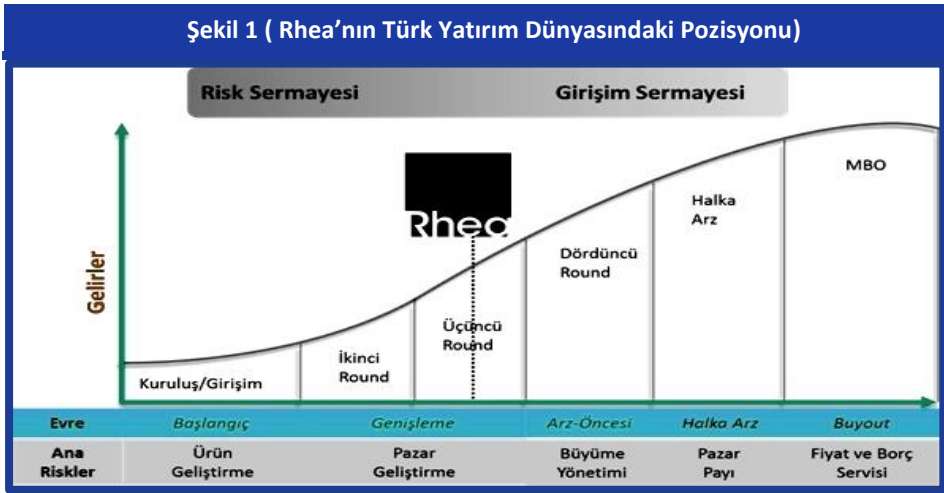 Şekil 1 ( Rhea’nın Türk Yatırım Dünyasındaki Pozisyonu)
Risk Sermayesi Girişim Sermayesi
MBO
Rhea
Halka
Arz
Dördüncü
Round
Gelirler
Üçüncü
Round
İkinci
Round
Kuruluş/Girişim
Evre Başlangıç Genişleme Arz-Öncesi Halka Arz Buyout
Ana
Riskler
Ürün
Geliştirme
Pazar
Geliştirme
Büyüme
Yönetimi
Pazar
Payı
Fiyat ve Borç
Servisi